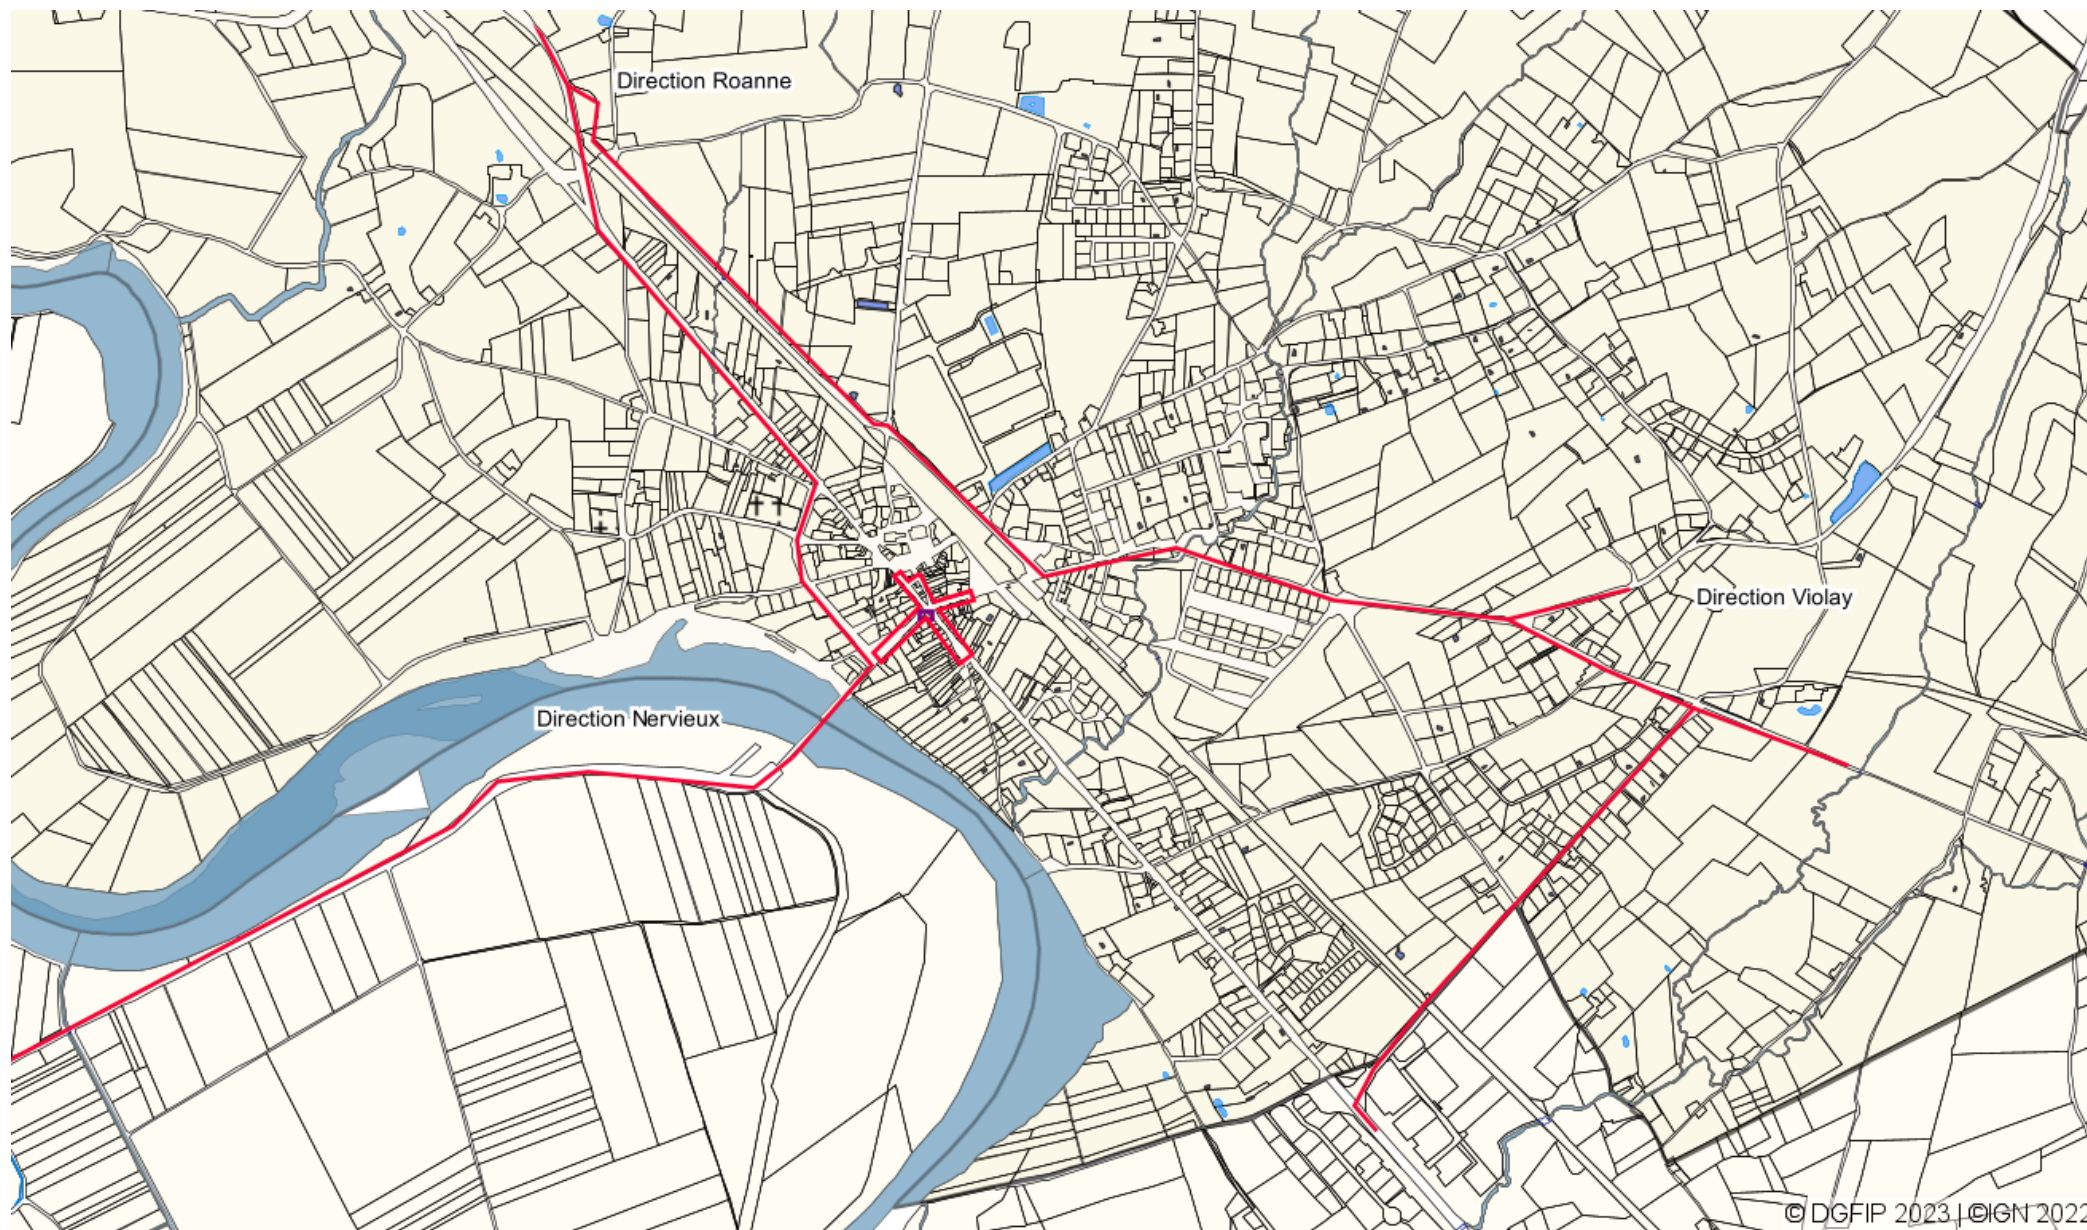 Direction Roanne
Direction Violay
Direction Nervieux
© DGFIP 2023 | ©IGN 2022